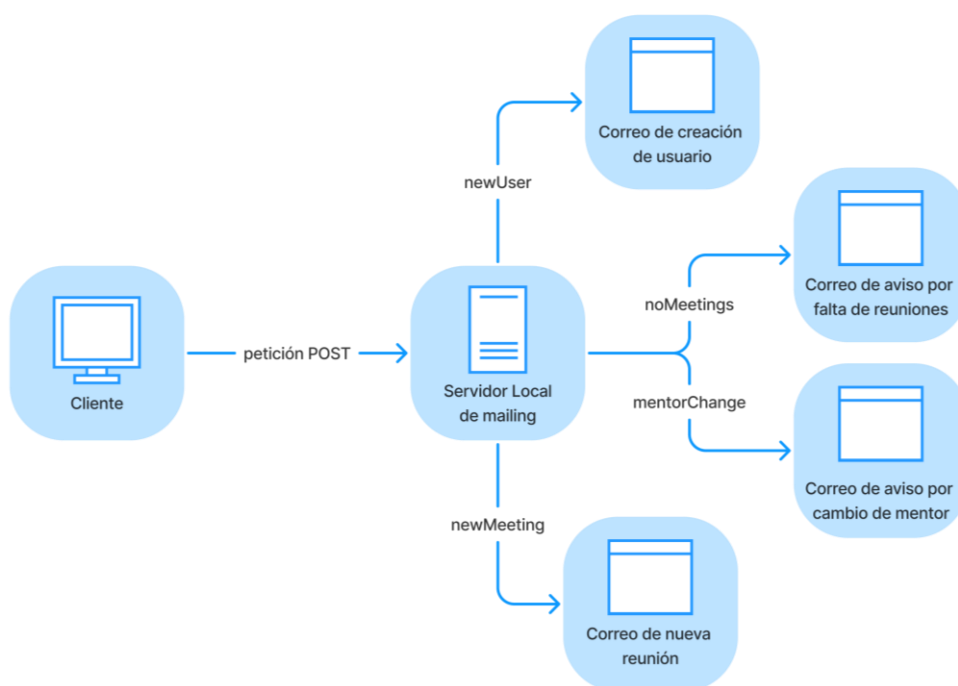 Correo de creación
de usuario
newUser
noMeetings
Correo de aviso por
falta de reuniones
petición POST
Cliente
Servidor Local
de mailing
mentorChange
Correo de aviso por
cambio de mentor
newMeeting
Correo de nueva
reunión